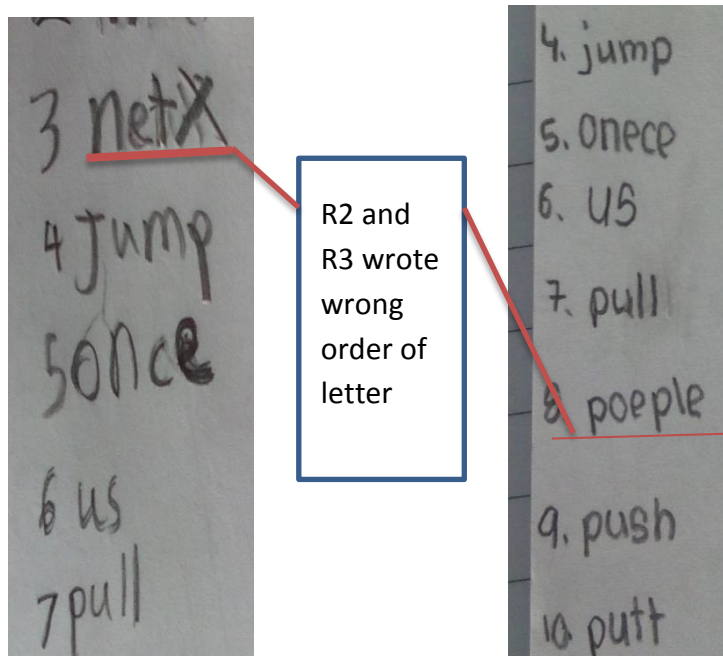 3 netx
4 Jump
5 once
6 us
7 pull
R2 and
R3 wrote
wrong
order of
letter
4. jump
5. onece
6. us
7. pull
8. poeple
9. push
10. putt